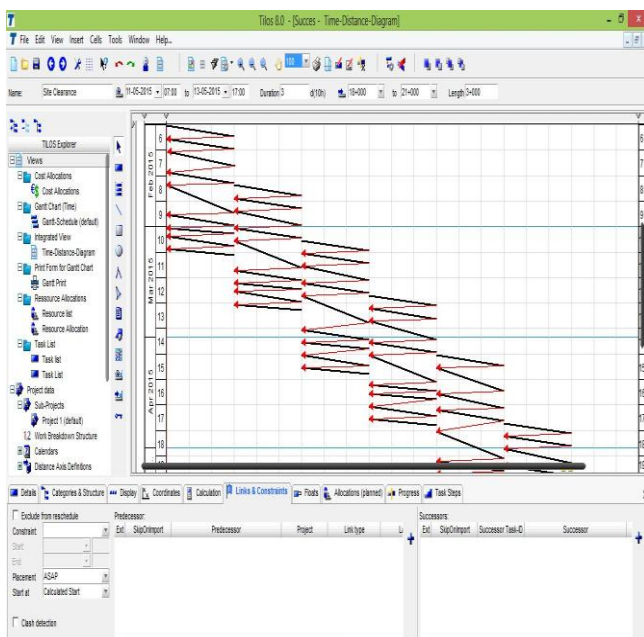 Tilos 8.0 - [Succes - Time-Distance-Diagram]
File Edit View Insert Cells Tools Window Help...
100
Name: Site Clearance 11-05-2015 07:00 to 13-05-2015 17:00 Duration 3 d(10h) 18+000 to 21+000 Length 3+000
TILOS Explorer
Views
Cost Allocations
Cost Allocations
Gantt Chart (Time)
Gantt-Schedule (default)
Integrated View
Time-Distance-Diagram
Print Form for Gantt Chart
Gantt Print
Ressource Allocations
Resource list
Resource Allocation
Task List
Task list
Task List
Project data
Sub-Projects
Project 1 (default)
1.2 Work Breakdown Structure
Calendars
Distance Axis Definitions
Feb 2015
Mar 2015
Apr 2015
6
7
8
9
10
11
12
13
14
15
16
17
18
Details Categories & Structure Display Coordinates Calculation Links & Constraints Floats Allocations (planned) Progress Task Steps
Exclude from reschedule
Constraint
Start
End
Placement ASAP
Start at Calculated Start
Clash detection
Predecessor:
Ext SkipOnImport Predecessor Project Link type
Successors:
Ext SkipOnImport Successor Task-ID Successor